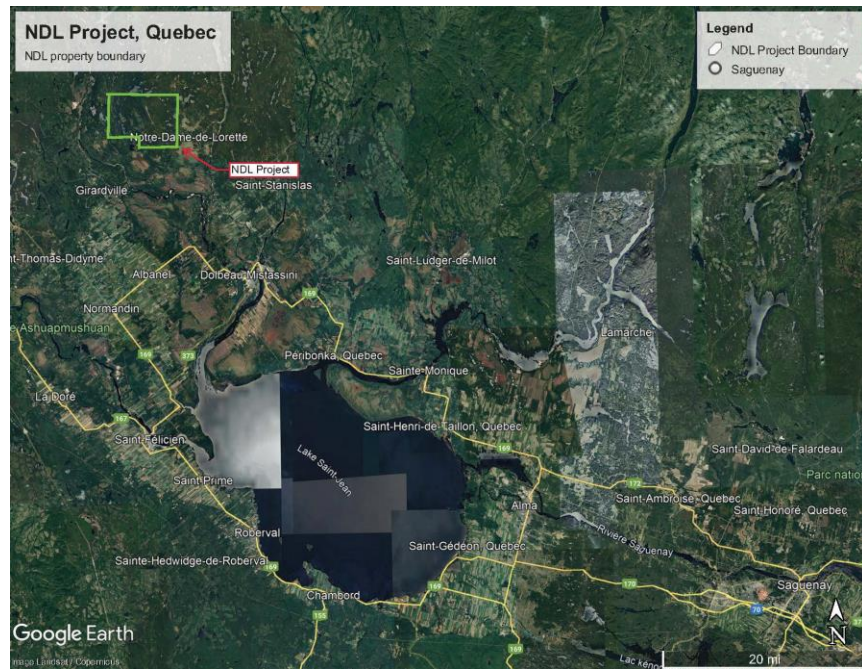 NDL Project, Quebec
NDL property boundary
Legend
NDL Project Boundary
Saguenay
Notre-Dame-de-Lorette
NDL Project
Girardville
Saint-Stanislas
nt-Thomas-Didyme
Albanel
Dolbeau Mistassini
Saint-Ludger-de-Milot
169
Normandin
Lamarche
e Ashuapmushuan
169
373
Péribonka, Quebec
Sainte Monique
La Doré
167
Saint-Henri-de Taillon, Quebec
Saint-Félicien
169
Saint-David-de-Falardeau
Lake Saint-Jean
172
Parc nation
Saint Prime
Saint-Ambroise, Quebec
Alma
Saint-Honoré, Quebec
Roberval
Rivière Saguenay
Saint-Gédéon, Quebec
Sainte-Hedwidge-de Roberval
169
169
170
Saguenay
Chambord
70
155
N
Google Earth
169
Image Landsat / Copernicus
20 mi